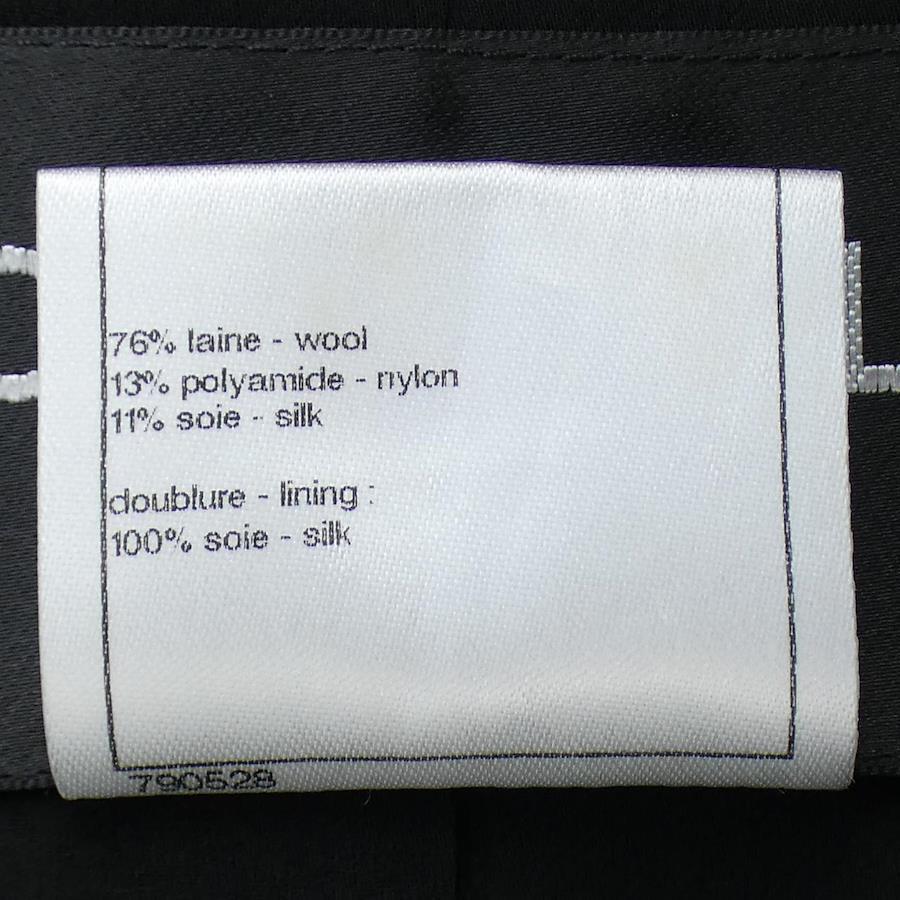 76% laine - wool
13% polyamide - nylon
11% soie - silk
doublure - lining :
100% soie - silk
790528